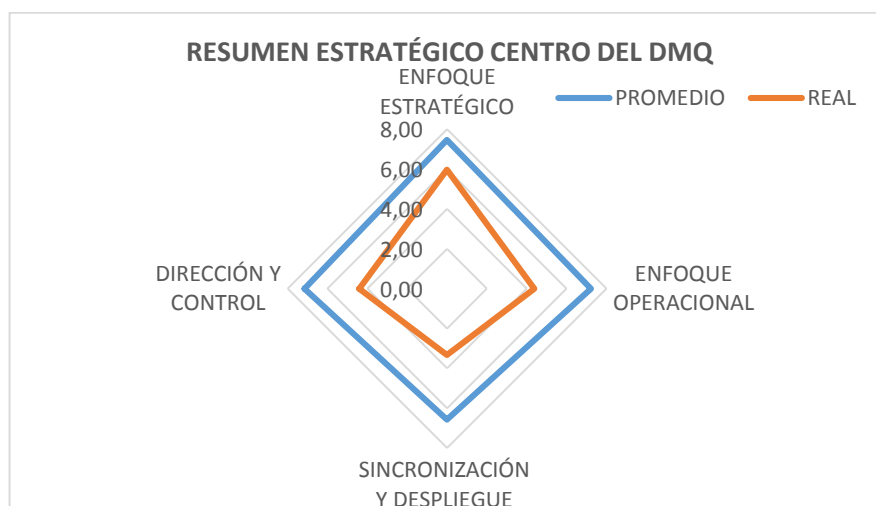 RESUMEN ESTRATÉGICO CENTRO DEL DMQ
ENFOQUE
ESTRATÉGICO
PROMEDIO
REAL
8,00
6,00
4,00
2,00
0,00
DIRECCIÓN Y
CONTROL
ENFOQUE
OPERACIONAL
SINCRONIZACIÓN
Y DESPLIEGUE